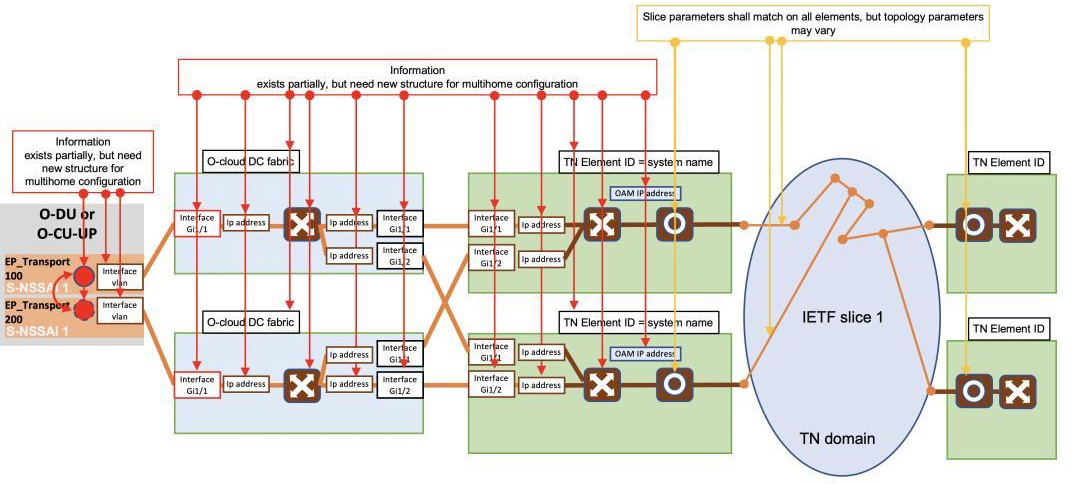 Slice parameters shall match on all elements, but topology parameters
may vary
Information
exists partially, but need new structure for multihome configuration
Information
exists partially, but need
new structure for
multihome configuration
O-DU or
O-CU-UP
EP_Transport
100
S-NSSAI 1
Interface
vlan
EP_Transport
200
S-NSSAI 1
Interface
vlan
O-cloud DC fabric
Interface
Gi1/1
Ip address
Ip address
Interface
Gi1/1
Ip address
Interface
Gi1/2
O-cloud DC fabric
Interface
Gi1/1
Ip address
Ip address
Interface
Gi1/1
Ip address
Interface
Gi1/2
TN Element ID = system name
OAM IP address
Interface
Gi1/1
Ip address
Interface
Gi1/2
Ip address
TN Element ID = system name
OAM IP address
Interface
Gi1/1
Ip address
Interface
Gi1/2
Ip address
IETF slice 1
TN domain
TN Element ID
TN Element ID